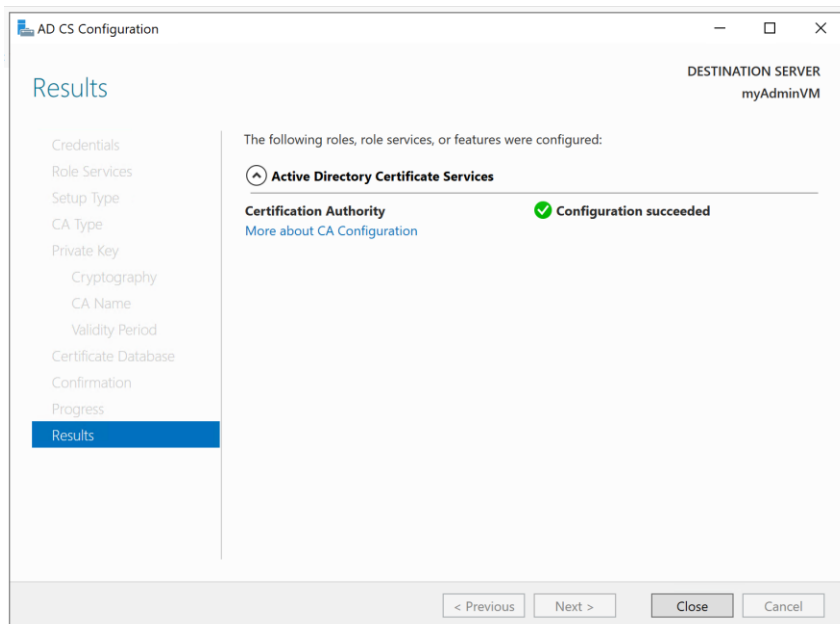 AD CS Configuration
Results
DESTINATION SERVER
myAdminVM
Credentials
Role Services
Setup Type
CA Type
Private Key
Cryptography
CA Name
Validity Period
Certificate Database
Confirmation
Progress
Results
The following roles, role services, or features were configured:
Active Directory Certificate Services
Certification Authority
Configuration succeeded
More about CA Configuration
< Previous
Next >
Close
Cancel